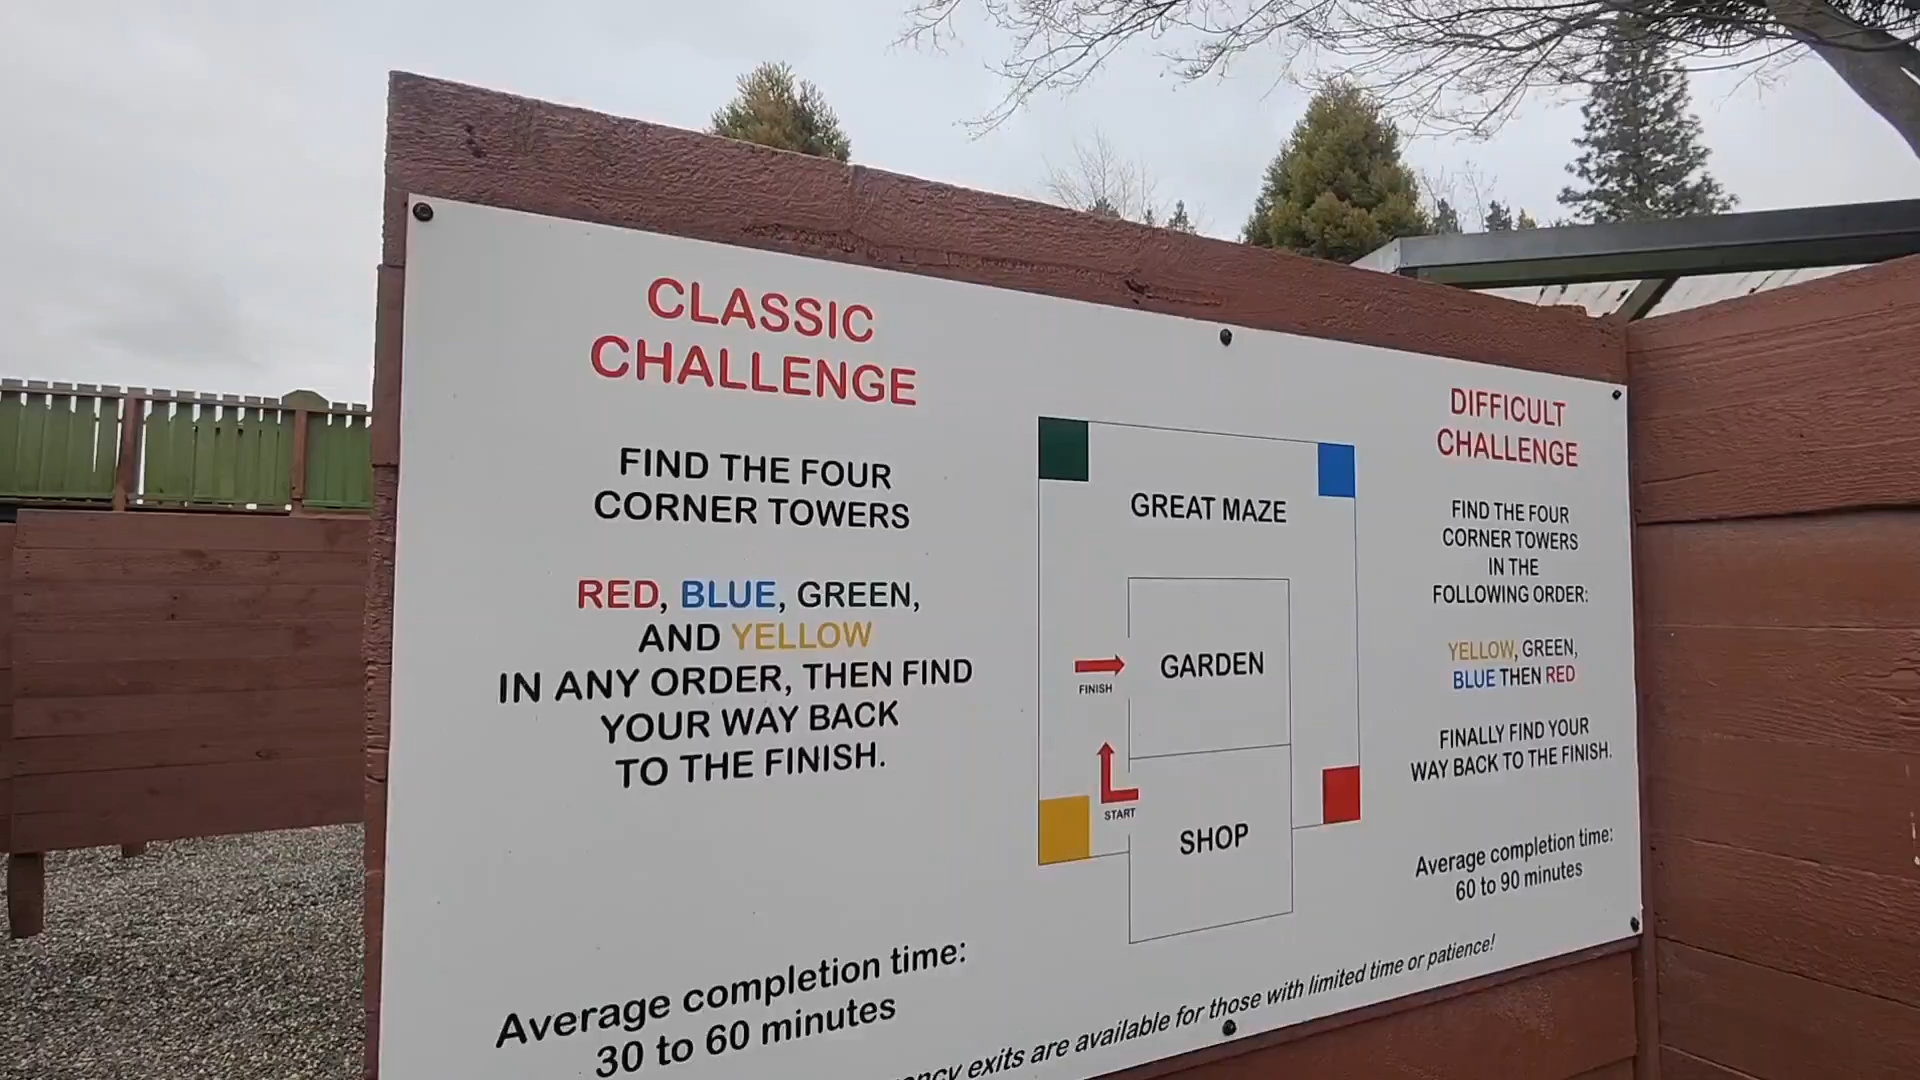 CLASSIC
CHALLENGE
FIND THE FOUR
CORNER TOWERS
RED, BLUE, GREEN,
AND YELLOW
IN ANY ORDER, THEN FIND
YOUR WAY BACK
TO THE FINISH.
Average completion time:
30 to 60 minutes
GREAT MAZE
GARDEN
FINISH
START
SHOP
DIFFICULT
CHALLENGE
FIND THE FOUR
CORNER TOWERS
IN THE
FOLLOWING ORDER:
YELLOW, GREEN,
BLUE THEN RED
FINALLY FIND YOUR
WAY BACK TO THE FINISH.
Average completion time:
60 to 90 minutes
exits are available for those with limited time or patience!